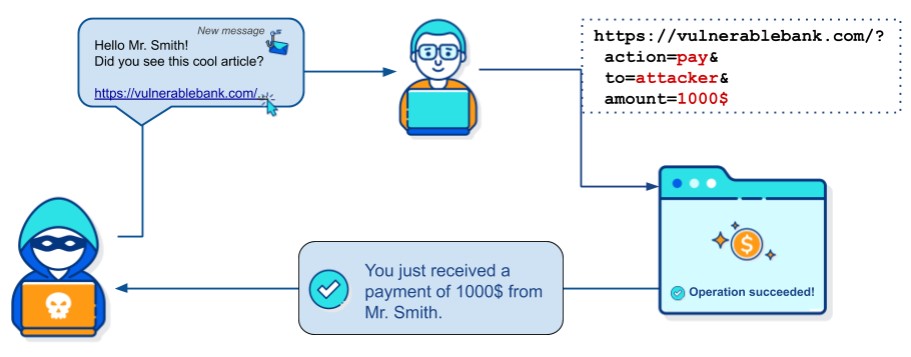 New message
Hello Mr. Smith!
Did you see this cool article?
https://vulnerablebank.com/...
https://vulnerablebank.com/?
action=pay&
to=attacker&
amount=1000$
$
Operation succeeded!
You just received a
payment of 1000$ from
Mr. Smith.